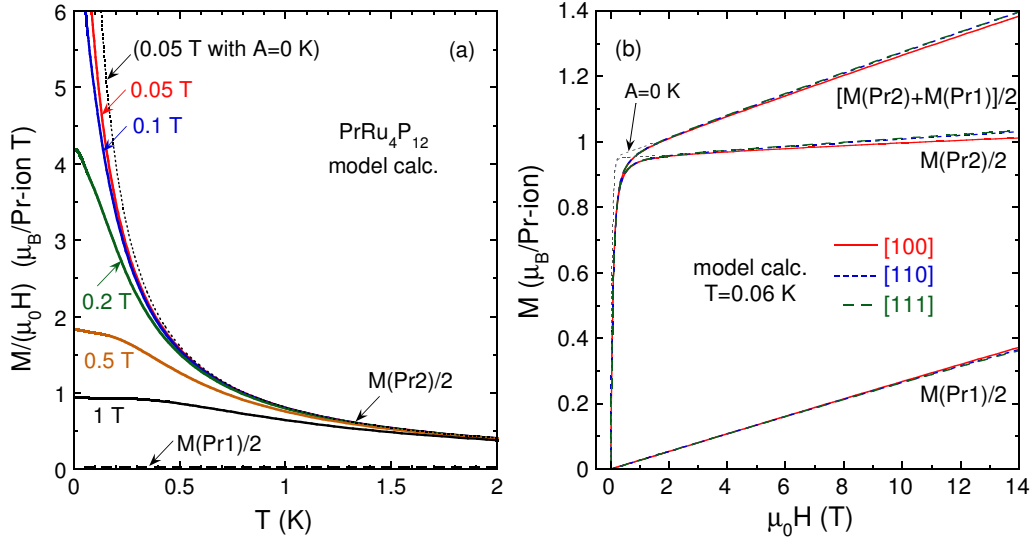 (a)
(0.05 T with A=0 K)
0.05 T
0.1 T
PrRu4P12
model calc.
0.2 T
0.5 T
1 T
M(Pr2)/2
M(Pr1)/2
M/(μ0H) (μB/Pr-ion T)
6
5
4
3
2
1
0
0
0.5
1
1.5
2
T (K)
(b)
A=0 K
[M(Pr2)+M(Pr1)]/2
M(Pr2)/2
[100]
[110]
[111]
model calc.
T=0.06 K
M(Pr1)/2
M (μB/Pr-ion)
1.4
1.2
1
0.8
0.6
0.4
0.2
0
0
2
4
6
8
10
12
14
μ0H (T)